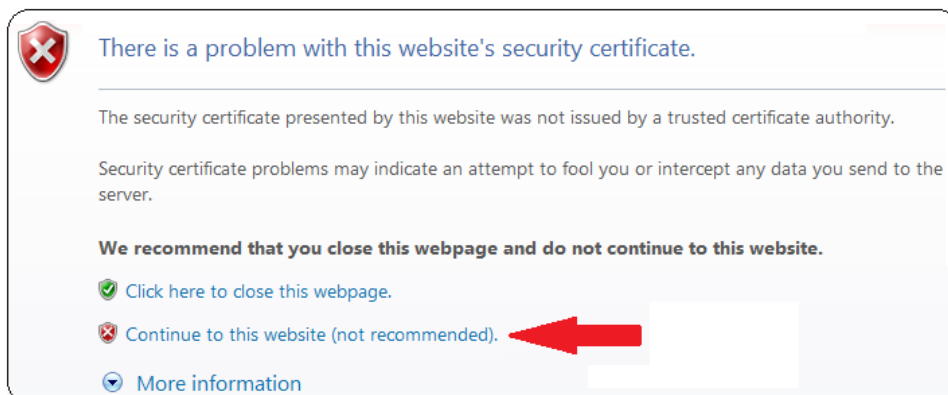 There is a problem with this website's security certificate.
The security certificate presented by this website was not issued by a trusted certificate authority.
Security certificate problems may indicate an attempt to fool you or intercept any data you send to the
server.
We recommend that you close this webpage and do not continue to this website.
Click here to close this webpage.
Continue to this website (not recommended).
More information